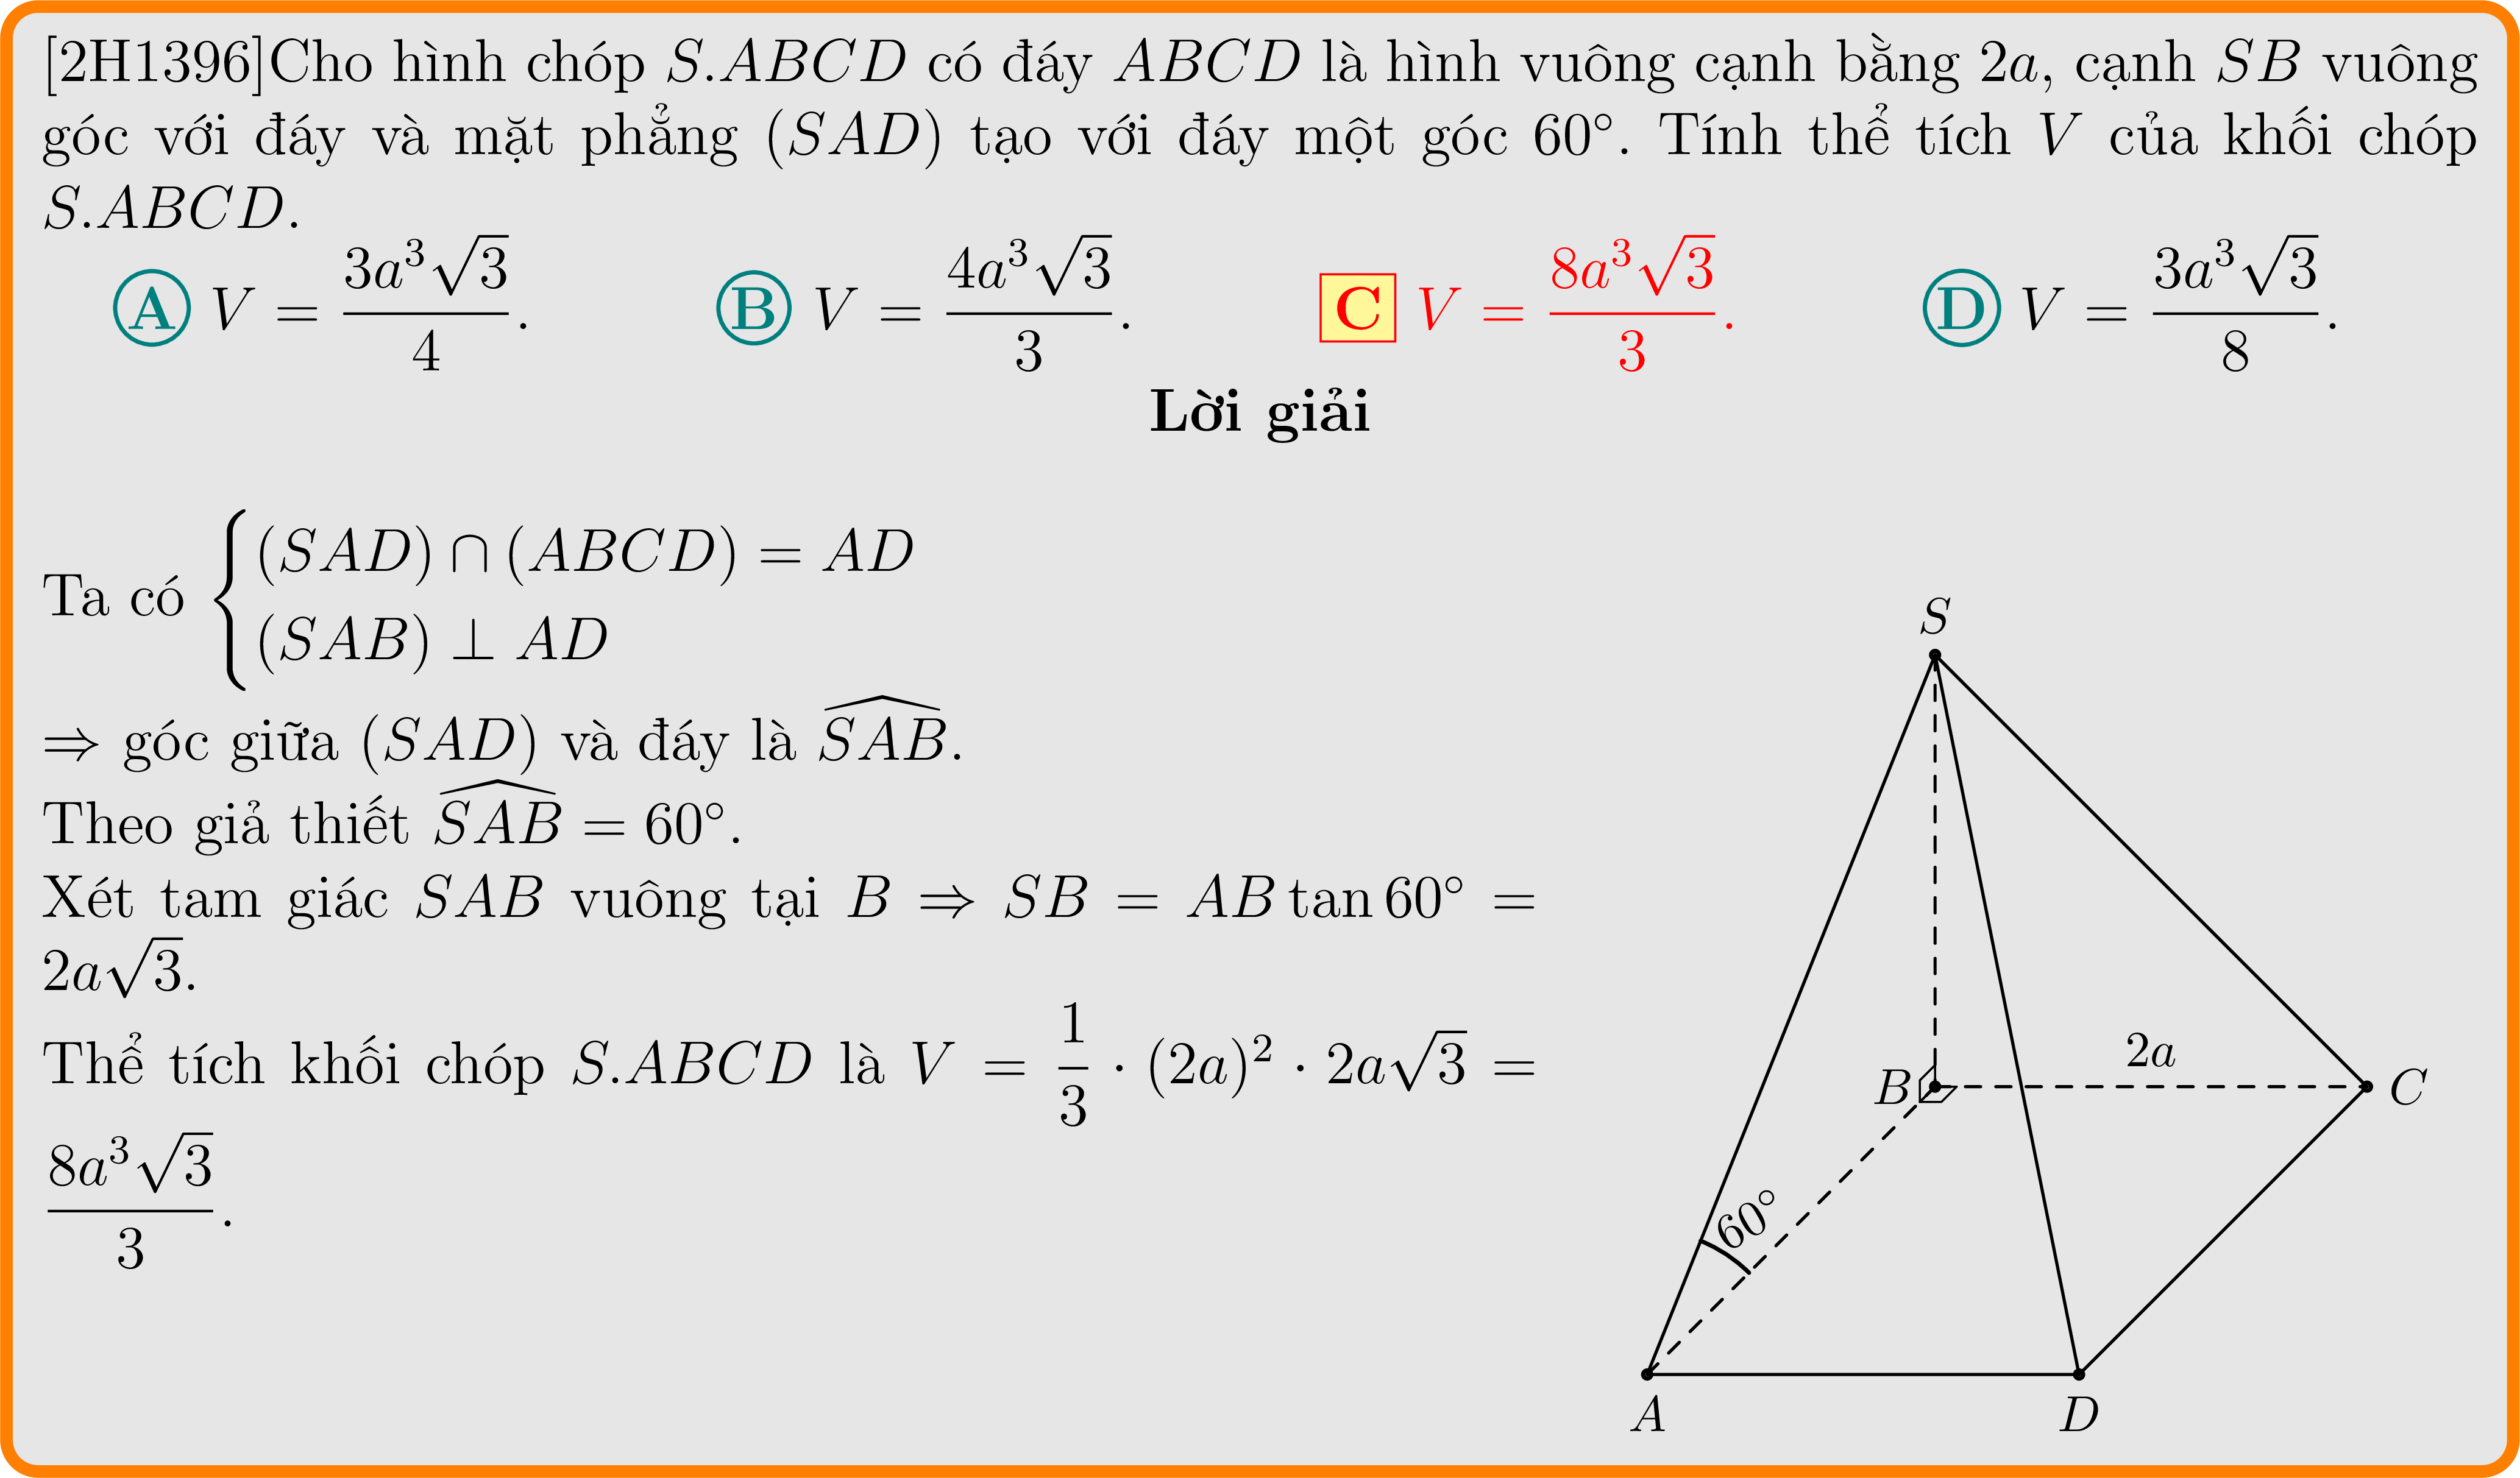 [2H1396]Cho hình chóp S.ABCD có đáy ABCD là hình vuông cạnh bằng 2a, cạnh SB vuông
góc với đáy và mặt phẳng (SAD) tạo với đáy một góc 60°. Tính thể tích V của khối chóp
S.ABCD.
A V = \frac{3a^3\sqrt{3}}{4}. B V = \frac{4a^3\sqrt{3}}{3}. C V = \frac{8a^3\sqrt{3}}{3}. D V = \frac{3a^3\sqrt{3}}{8}.
Lời giải
Ta có \begin{cases} (SAD) ∩ (ABCD) = AD \\ (SAB) ⊥ AD \end{cases}
⇒ góc giữa (SAD) và đáy là \widehat{SAB}.
Theo giả thiết \widehat{SAB} = 60°.
Xét tam giác SAB vuông tại B ⇒ SB = AB tan 60° =
2a\sqrt{3}.
Thể tích khối chóp S.ABCD là V = \frac{1}{3} · (2a)^2 · 2a\sqrt{3} =
\frac{8a^3\sqrt{3}}{3}.
S
2a
B
C
60°
A
D